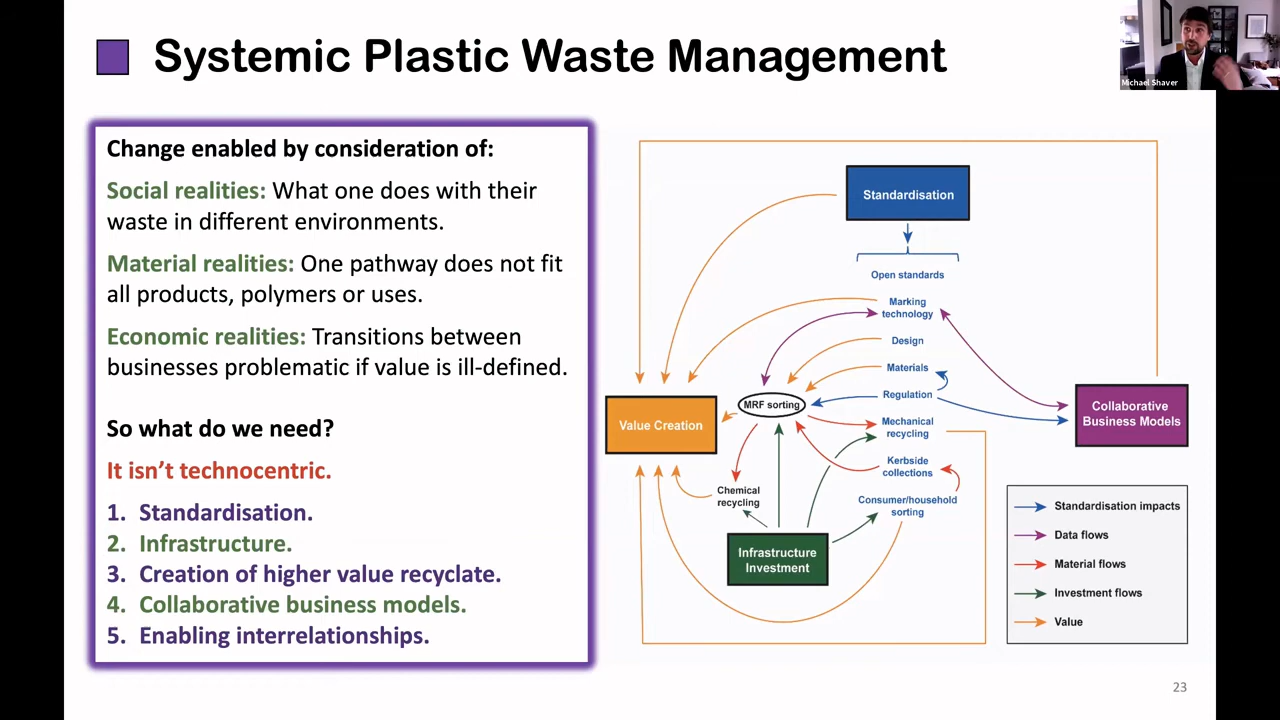 Systemic Plastic Waste Management
Michael Shaver
Change enabled by consideration of:
Social realities: What one does with their
waste in different environments.
Material realities: One pathway does not fit
all products, polymers or uses.
Economic realities: Transitions between
businesses problematic if value is ill-defined.
So what do we need?
It isn't technocentric.
1. Standardisation.
2. Infrastructure.
3. Creation of higher value recyclate.
4. Collaborative business models.
5. Enabling interrelationships.
Standardisation
Open standards
Marking
technology
Design
Materials
Regulation
MRF sorting
Value Creation
Mechanical
recycling
Kerbside
collections
Consumer/household
sorting
Chemical
recycling
Infrastructure
Investment
Collaborative
Business Models
Standardisation impacts
Data flows
Material flows
Investment flows
Value
23